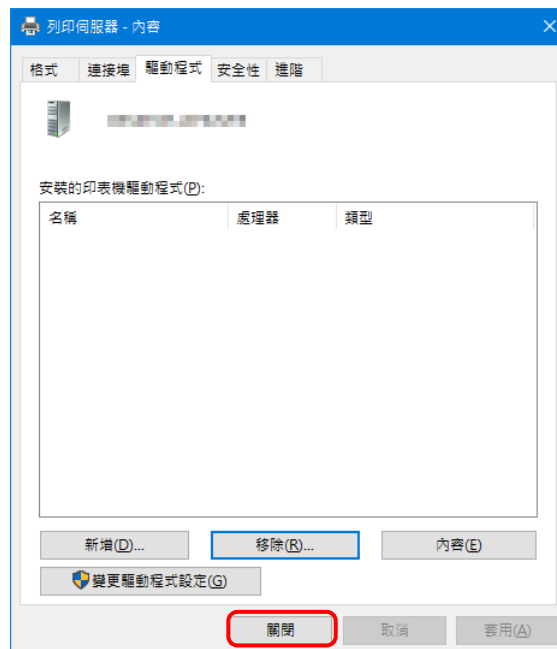 列印伺服器 - 內容
格式 連接埠 驅動程式 安全性 進階
安裝的印表機驅動程式(P):
名稱 處理器 類型
新增(D)... 移除(R)... 內容(E)
變更驅動程式設定(G)
關閉 取消 套用(A)